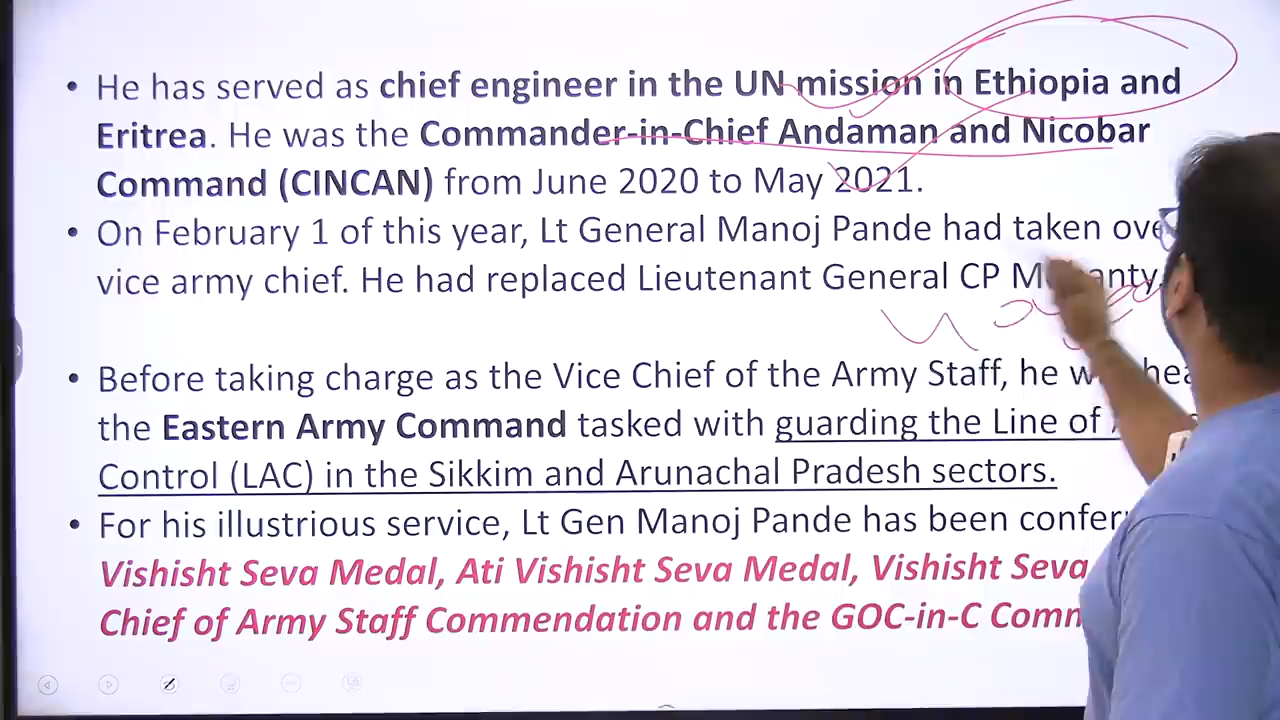 • He has served as chief engineer in the UN mission in Ethiopia and
Eritrea. He was the Commander-in-Chief Andaman and Nicobar
Command (CINCAN) from June 2020 to May 2021.
• On February 1 of this year, Lt General Manoj Pande had taken
vice army chief. He had replaced Lieutenant General CP
• Before taking charge as the Vice Chief of the Army Staff, he
the Eastern Army Command tasked with guarding the Line of
Control (LAC) in the Sikkim and Arunachal Pradesh sectors.
• For his illustrious service, Lt Gen Manoj Pande has been
Vishisht Seva Medal, Ati Vishisht Seva Medal, Vishisht Seva
Chief of Army Staff Commendation and the GOC-in-C